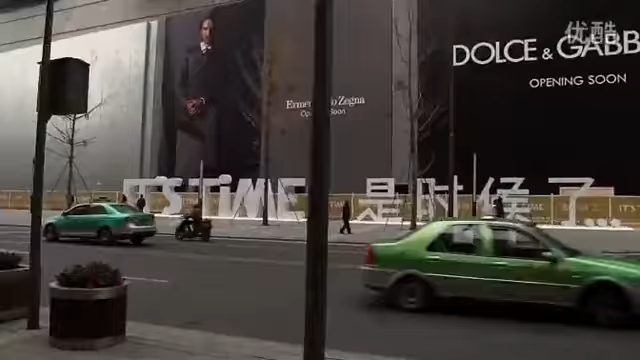 优酷
DOLCE & GABB
OPENING SOON
Ermenegildo Zegna
Opening Soon
IT'S TIME 是时候了...